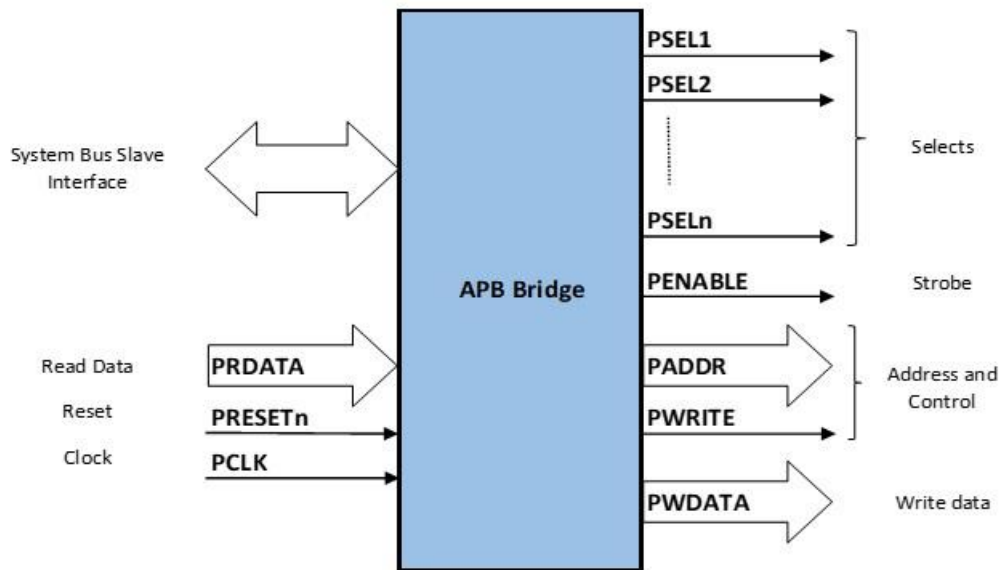 PSEL1
PSEL2
System Bus Slave
Interface
Selects
PSELn
APB Bridge
PENABLE
Strobe
Read Data
PRDATA
PADDR
Address and
Control
Reset
PRESETn
PWRITE
Clock
PCLK
PWDATA
Write data